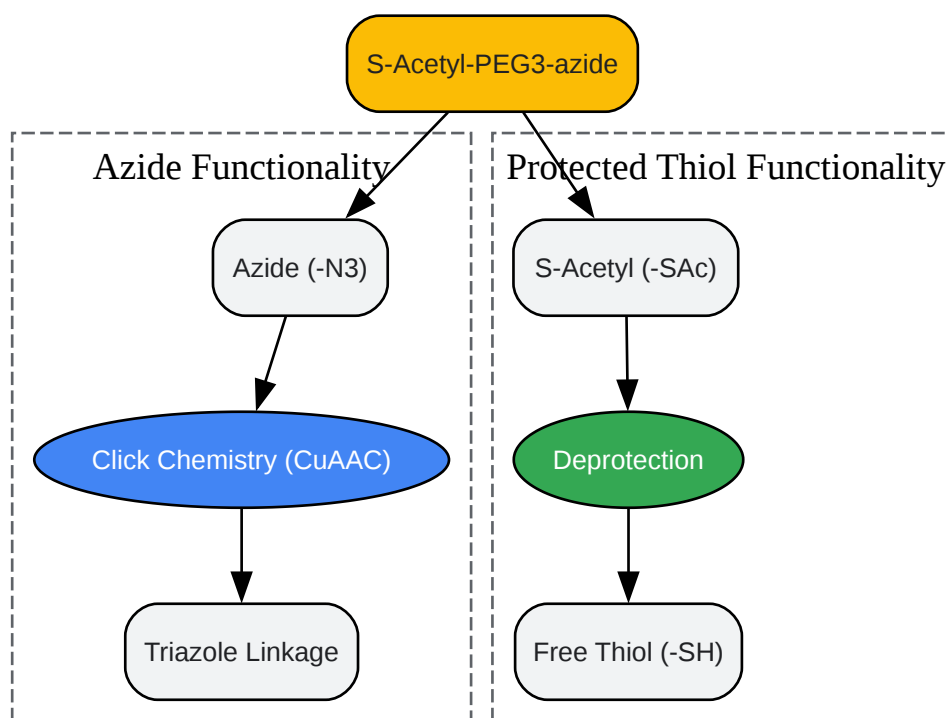 S-Acetyl-PEG3-azide
Azide Functionality
Protected Thiol Functionality
Azide (-N3)
S-Acetyl (-SAc)
Click Chemistry (CuAAC)
Deprotection
Triazole Linkage
Free Thiol (-SH)